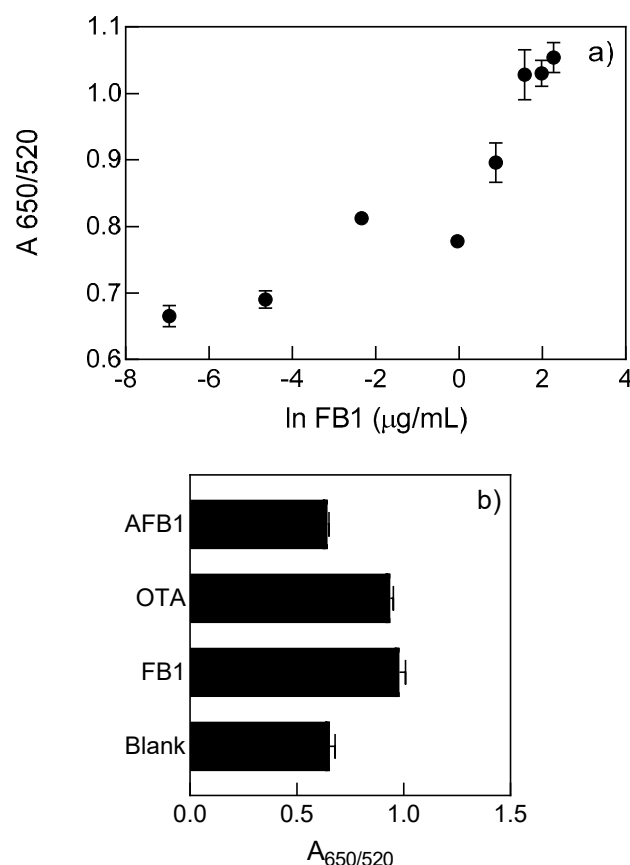 1.1
a)
1.0
0.9
0.8
0.7
0.6
A 650/520
-8 -6 -4 -2 0 2 4
ln FB1 (μg/mL)
b)
AFB1
OTA
FB1
Blank
0.0 0.5 1.0 1.5
A650/520